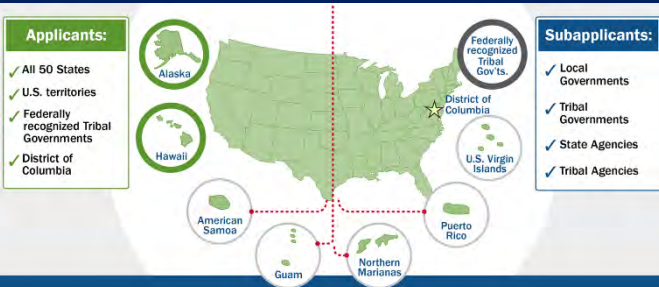 Applicants:
✓ All 50 States
✓ U.S. territories
✓ Federally
recognized Tribal
Governments
✓ District of
Columbia
Alaska
Hawaii
American
Samoa
Guam
Northern
Marianas
Puerto
Rico
U.S. Virgin
Islands
District of
Columbia
Federally
recognized
Tribal
Gov'ts.
Subapplicants:
✓ Local
Governments
✓ Tribal
Governments
✓ State Agencies
✓ Tribal Agencies